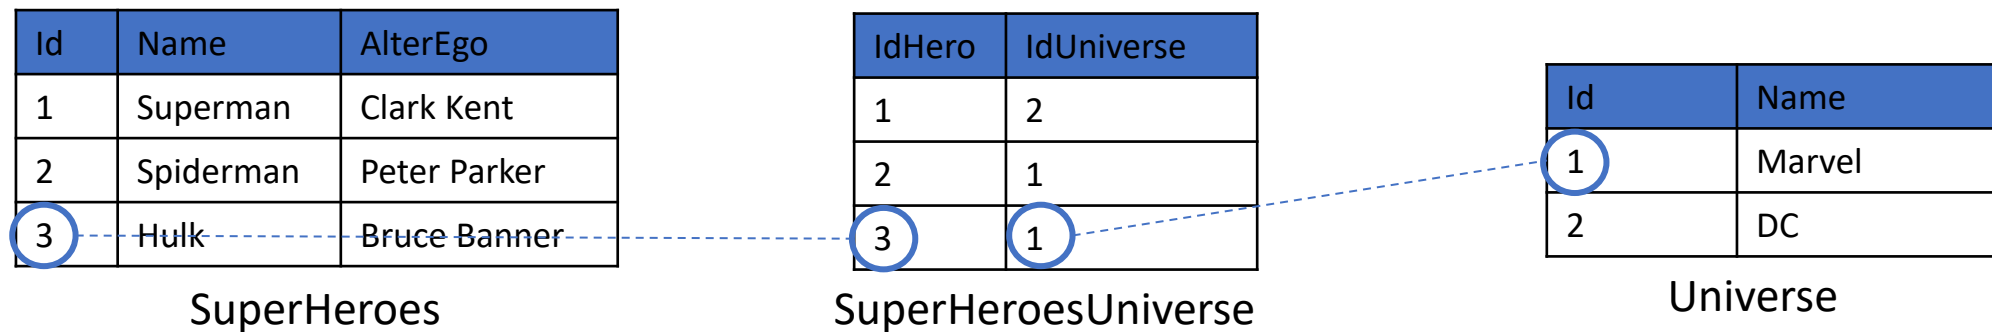 Id Name AlterEgo
1 Superman Clark Kent
2 Spiderman Peter Parker
3 Hulk Bruce Banner
SuperHeroes
IdHero IdUniverse
1 2
2 1
3 1
SuperHeroesUniverse
Id Name
1 Marvel
2 DC
Universe